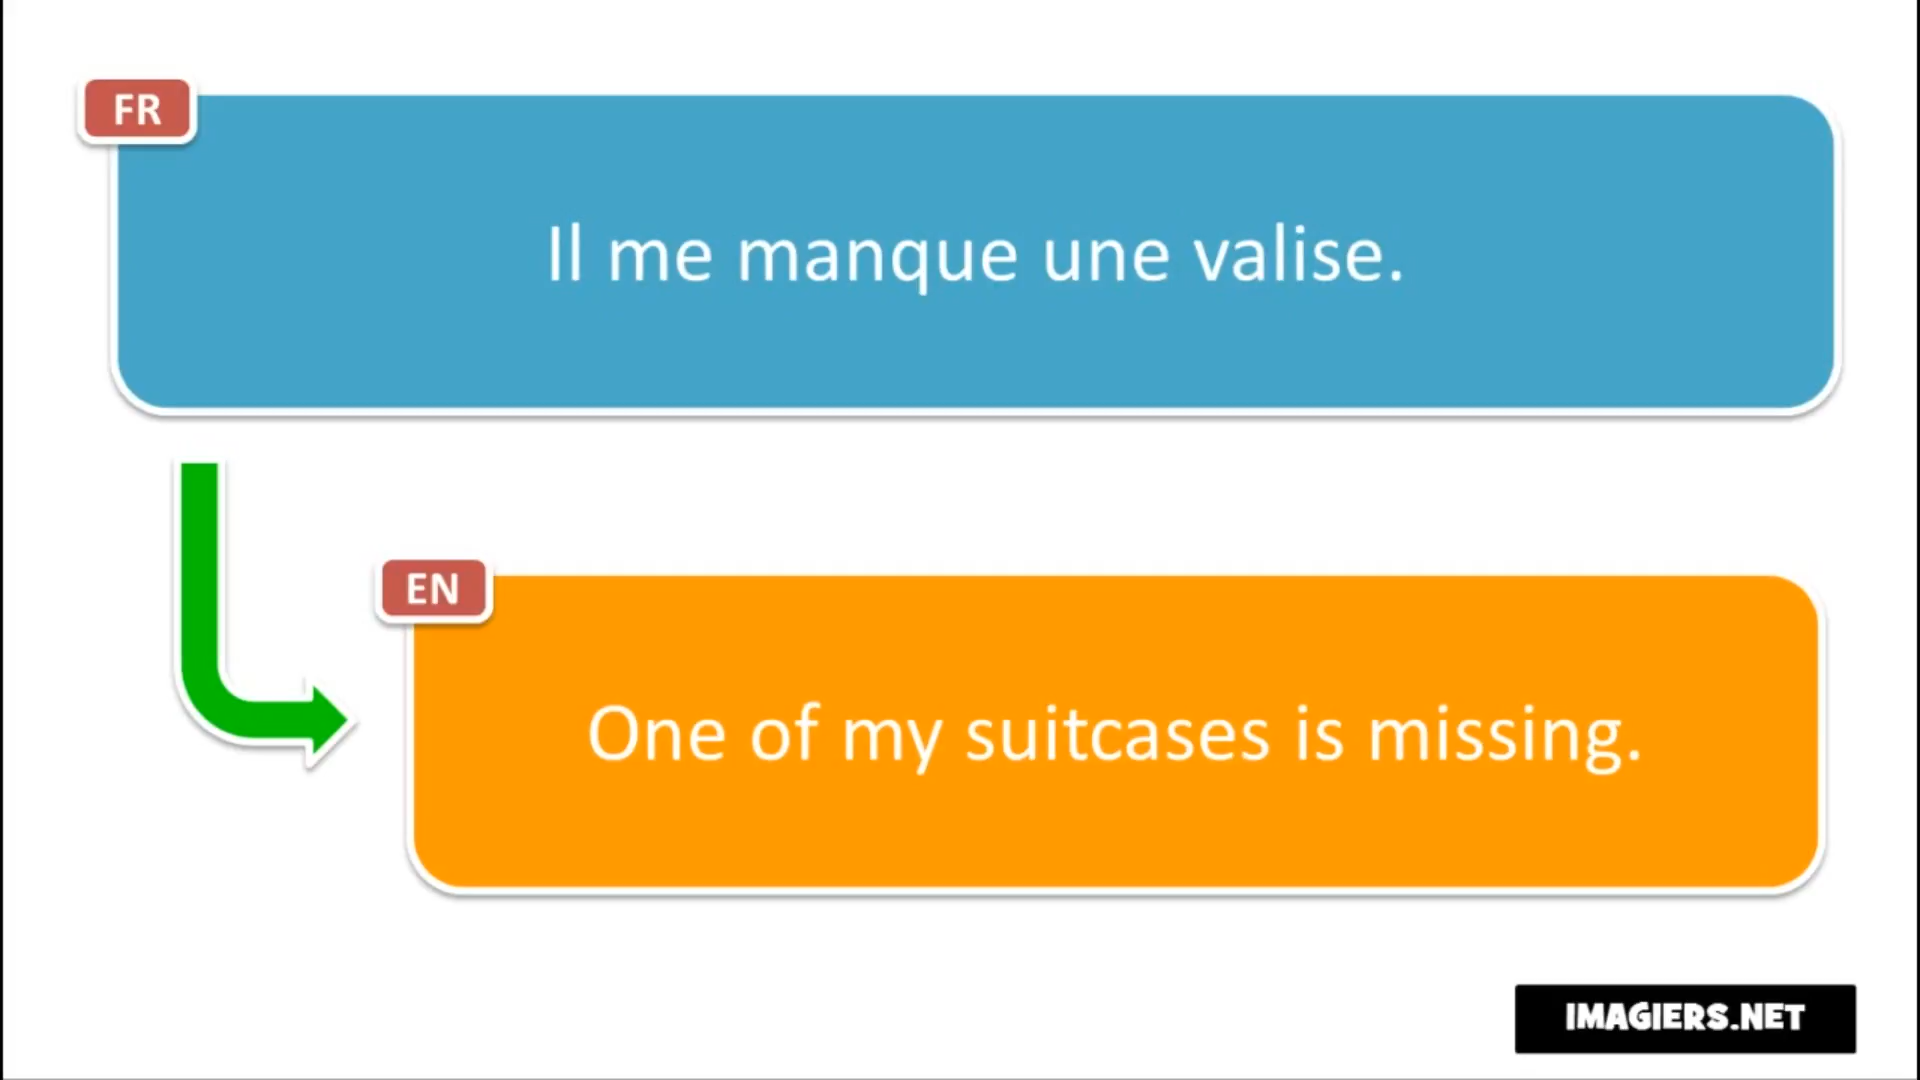 FR
Il me manque une valise.
EN
One of my suitcases is missing.
IMAGIERS.NET